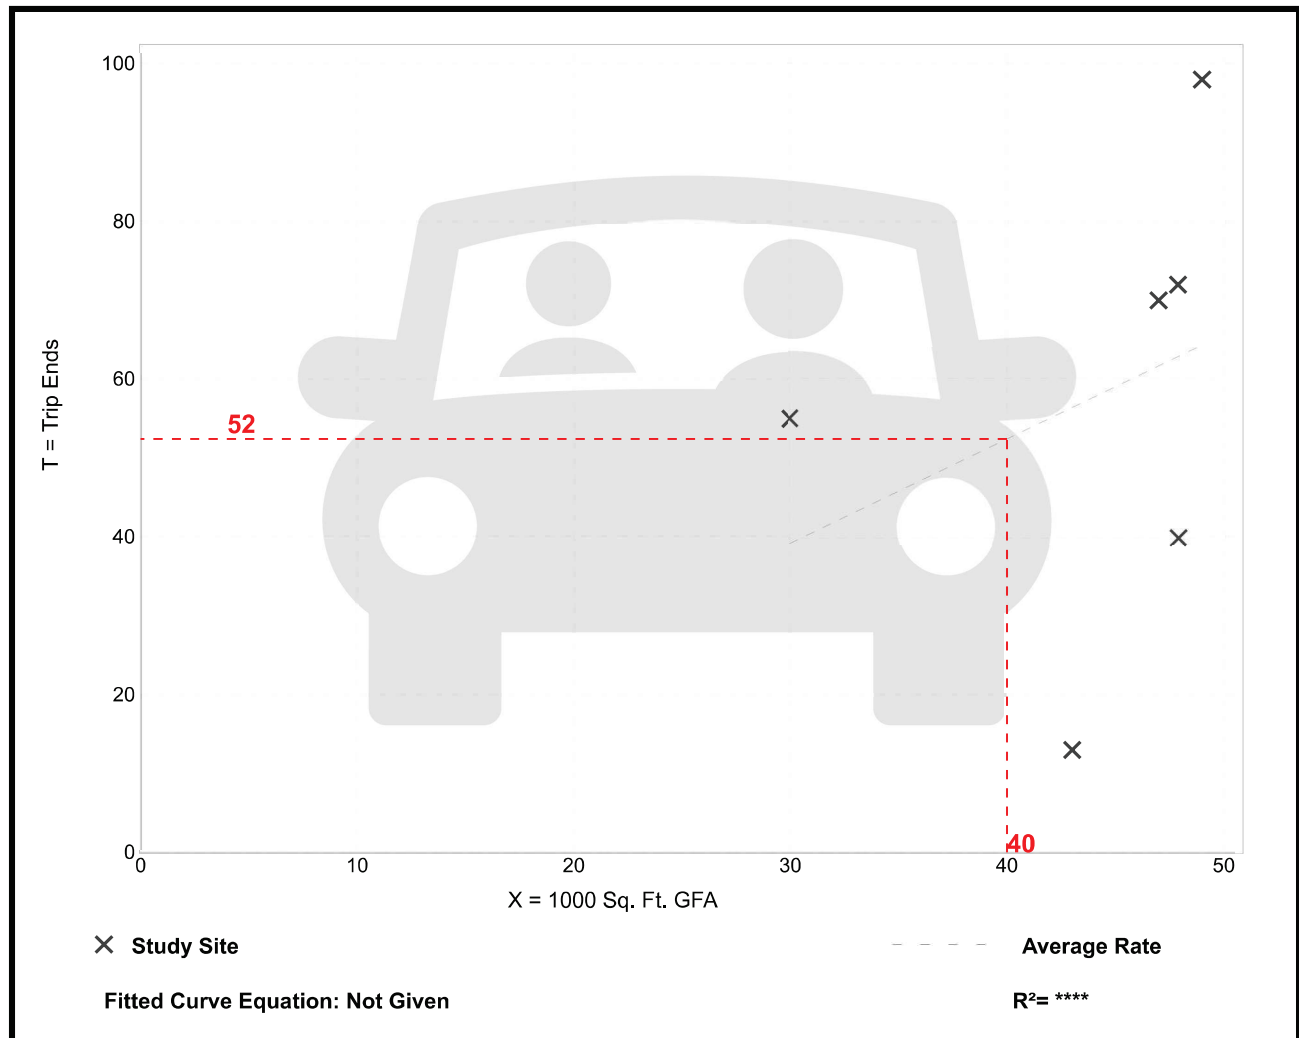 100
80
T = Trip Ends
60
52
40
20
0
40
0 10 20 30 40 50
X = 1000 Sq. Ft. GFA
Study Site
Average Rate
Fitted Curve Equation: Not Given
R²= ****